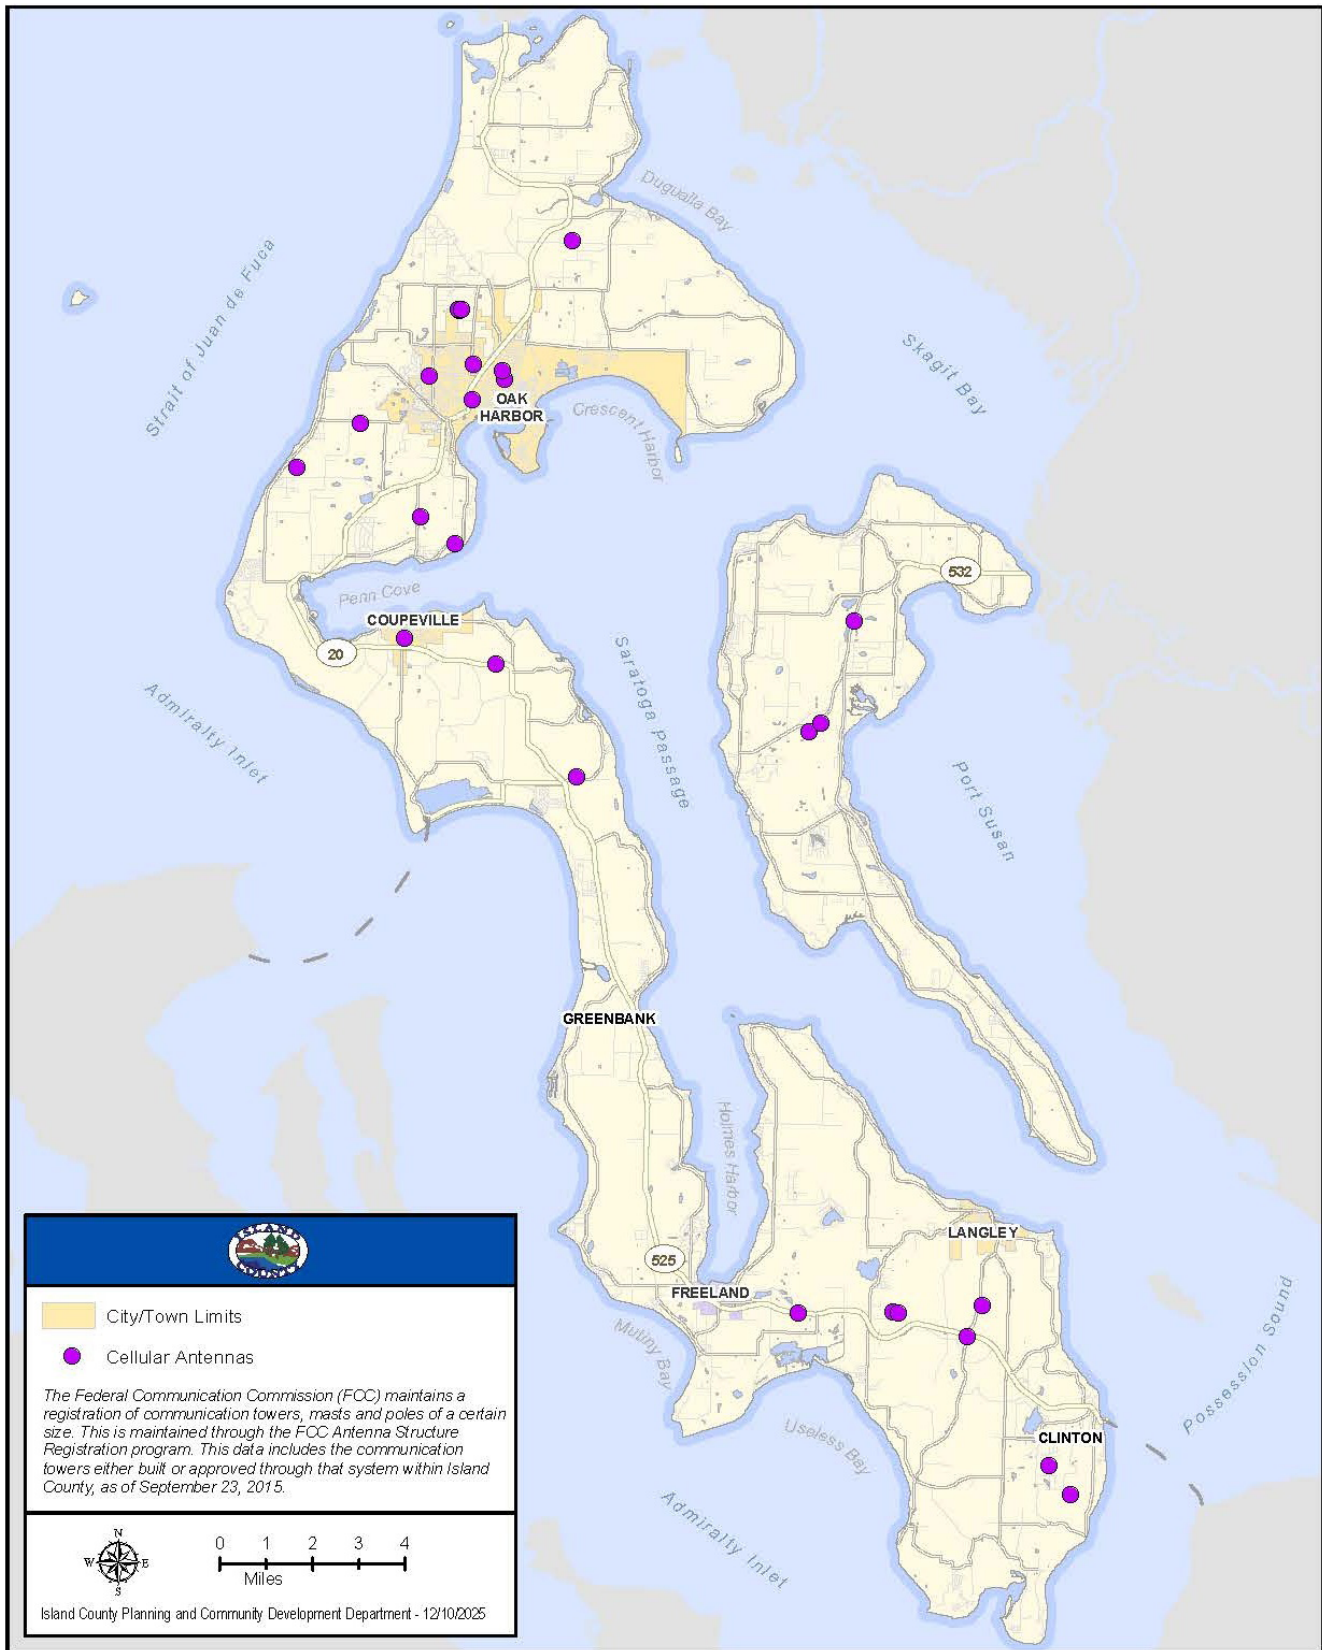 Dugualla Bay
Strait of Juan de Fuca
Skagit Bay
OAK
HARBOR
Crescent Harbor
532
Penn Cove
COUPEVILLE
20
Saratoga Passage
Admiralty Inlet
Port Susan
GREENBANK
Holmes Harbor
LANGLEY
525
FREELAND
Mutiny Bay
Possession Sound
Useless Bay
CLINTON
Admiralty Inlet
ISLAND
COUNTY
City/Town Limits
Cellular Antennas
The Federal Communication Commission (FCC) maintains a
registration of communication towers, masts and poles of a certain
size. This is maintained through the FCC Antenna Structure
Registration program. This data includes the communication
towers either built or approved through that system within Island
County, as of September 23, 2015.
N
W E
S
0 1 2 3 4
Miles
Island County Planning and Community Development Department - 12/10/2025